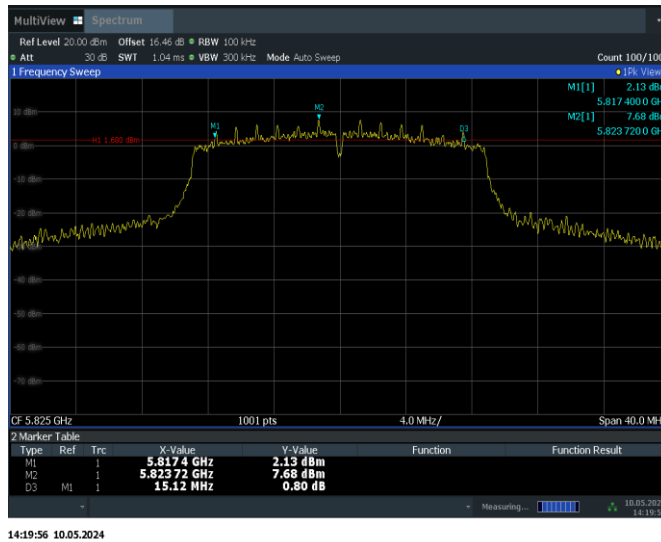 MultiView Spectrum
Ref Level 20.00 dBm Offset 16.46 dB RBW 100 kHz
Att 30 dB SWT 1.04 ms VBW 300 kHz Mode Auto Sweep Count 100/100
1 Frequency Sweep 1Pk View
M1[1] 2.13 dB
5.817 400 0 GH
M2[1] 7.68 dB
5.823 720 0 GH
10 dBm
M2
M1
D3
H1 1.680 dBm
0 dBm
-10 dBm
-20 dBm
-40 dBm
-50 dBm
-60 dBm
-70 dBm
CF 5.825 GHz 1001 pts 4.0 MHz/ Span 40.0 MH
2 Marker Table
Type Ref Trc X-Value Y-Value Function Function Result
M1 1 5.817 4 GHz 2.13 dBm
M2 1 5.823 72 GHz 7.68 dBm
D3 M1 1 15.12 MHz 0.80 dB
Measuring... 10.05.202
14:19:5
14:19:56 10.05.2024